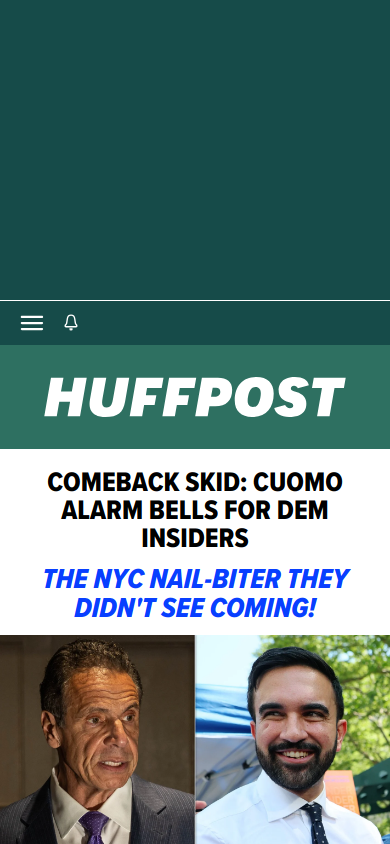 HUFFPOST
COMEBACK SKID: CUOMO
ALARM BELLS FOR DEM
INSIDERS
THE NYC NAIL-BITER THEY
DIDN'T SEE COMING!